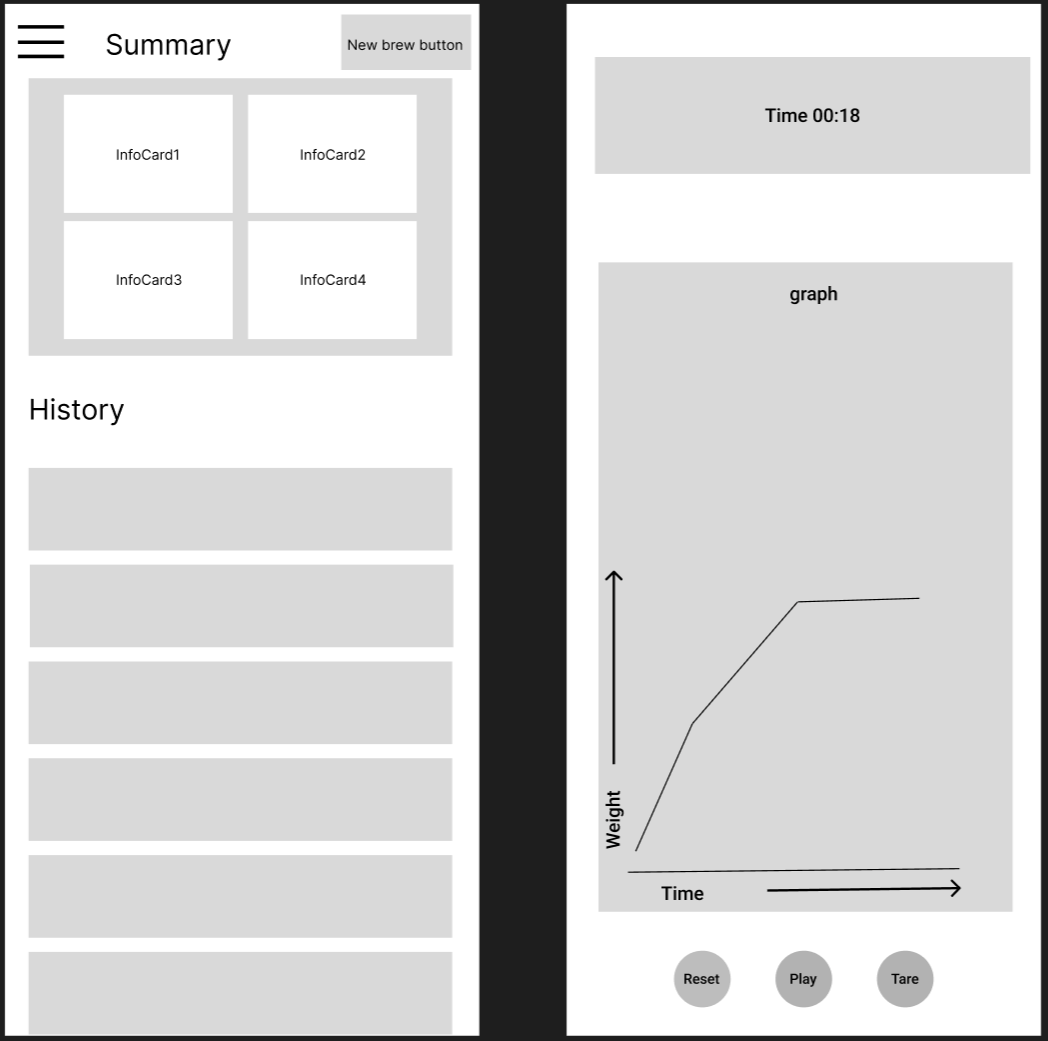 Summary
New brew button
InfoCard1
InfoCard2
InfoCard3
InfoCard4
History
Time 00:18
graph
Weight
Time
Reset
Play
Tare